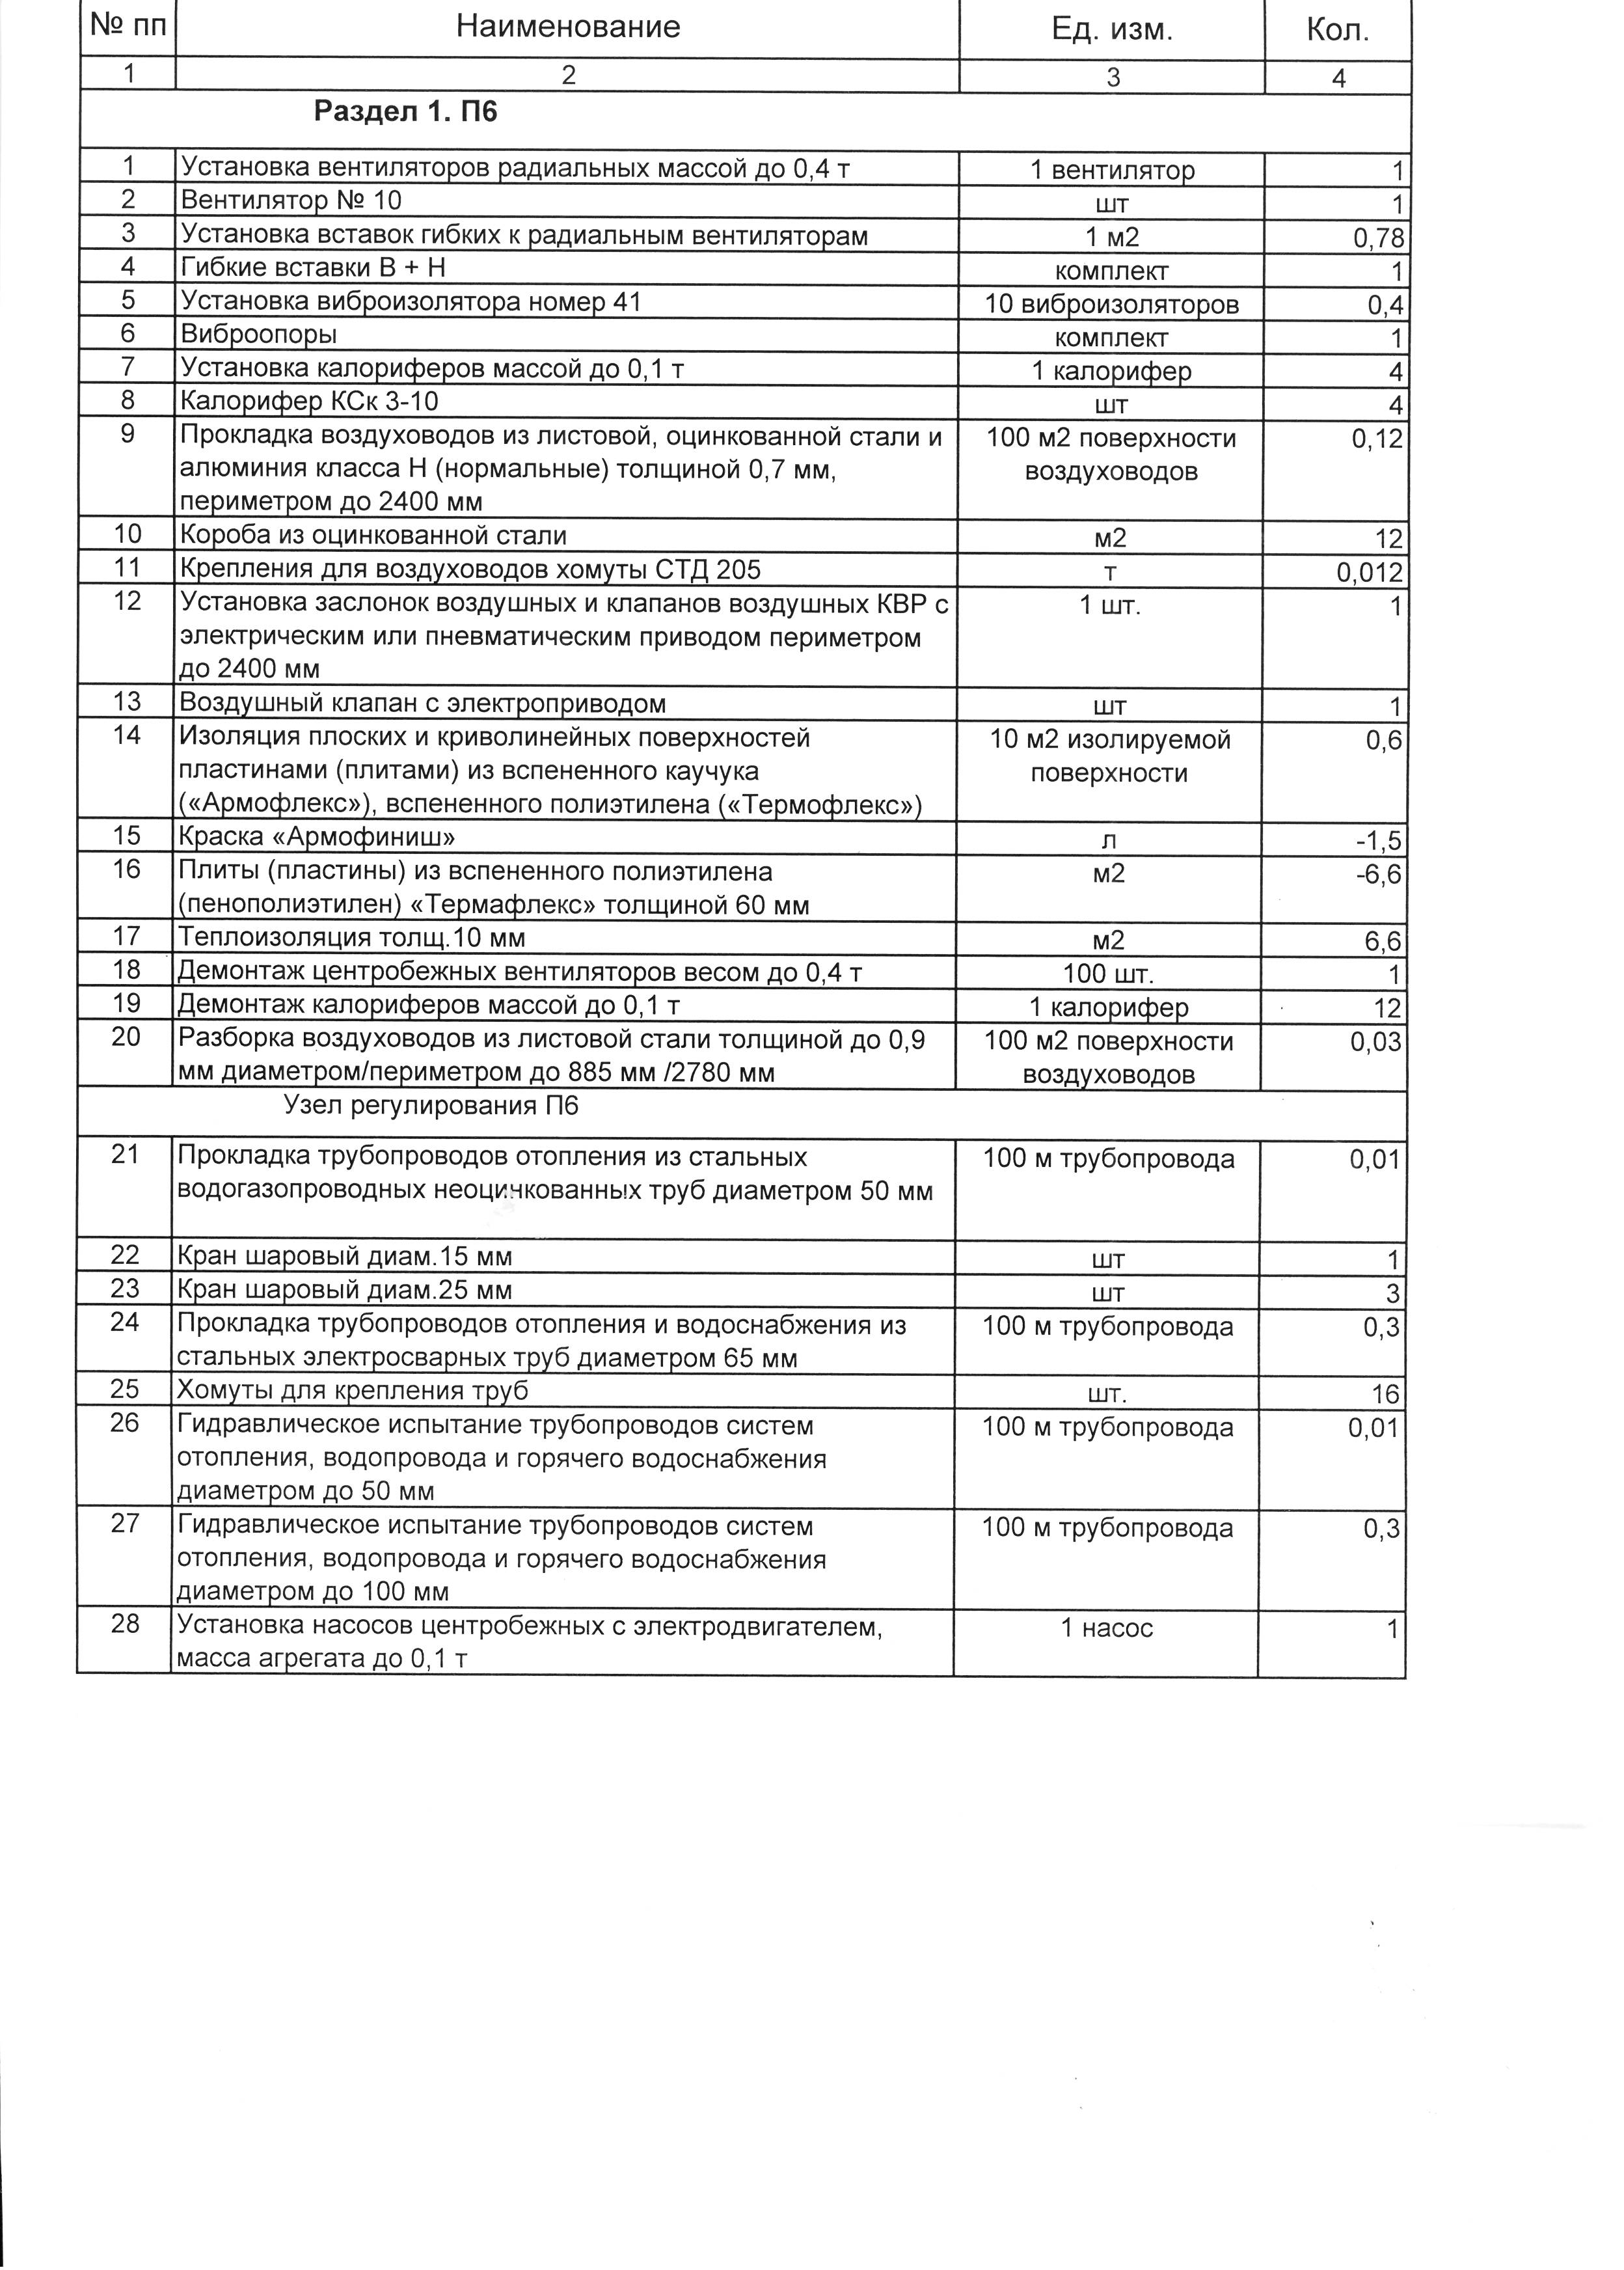 № пп Наименование Ед. изм. Кол.
1 2 3 4
Раздел 1. П6
1 Установка вентиляторов радиальных массой до 0,4 т 1 вентилятор 1
2 Вентилятор № 10 шт 1
3 Установка вставок гибких к радиальным вентиляторам 1 м2 0,78
4 Гибкие вставки В + Н комплект 1
5 Установка виброизолятора номер 41 10 виброизоляторов 0,4
6 Виброопоры комплект 1
7 Установка калориферов массой до 0,1 т 1 калорифер 4
8 Калорифер КСк 3-10 шт 4
9 Прокладка воздуховодов из листовой, оцинкованной стали и 100 м2 поверхности 0,12
алюминия класса Н (нормальные) толщиной 0,7 мм, воздуховодов
периметром до 2400 мм
10 Короба из оцинкованной стали м2 12
11 Крепления для воздуховодов хомуты СТД 205 т 0,012
12 Установка заслонок воздушных и клапанов воздушных КВР с 1 шт. 1
электрическим или пневматическим приводом периметром
до 2400 мм
13 Воздушный клапан с электроприводом шт 1
14 Изоляция плоских и криволинейных поверхностей 10 м2 изолируемой 0,6
пластинами (плитами) из вспененного каучука поверхности
(«Армофлекс»), вспененного полиэтилена («Термофлекс»)
15 Краска «Армофиниш» л -1,5
16 Плиты (пластины) из вспененного полиэтилена м2 -6,6
(пенополиэтилен) «Термафлекс» толщиной 60 мм
17 Теплоизоляция толщ.10 мм м2 6,6
18 Демонтаж центробежных вентиляторов весом до 0,4 т 100 шт. 1
19 Демонтаж калориферов массой до 0,1 т 1 калорифер 12
20 Разборка воздуховодов из листовой стали толщиной до 0,9 100 м2 поверхности 0,03
мм диаметром/периметром до 885 мм /2780 мм воздуховодов
Узел регулирования П6
21 Прокладка трубопроводов отопления из стальных 100 м трубопровода 0,01
водогазопроводных неоцинкованных труб диаметром 50 мм
22 Кран шаровый диам.15 мм шт 1
23 Кран шаровый диам.25 мм шт 3
24 Прокладка трубопроводов отопления и водоснабжения из 100 м трубопровода 0,3
стальных электросварных труб диаметром 65 мм
25 Хомуты для крепления труб шт. 16
26 Гидравлическое испытание трубопроводов систем 100 м трубопровода 0,01
отопления, водопровода и горячего водоснабжения
диаметром до 50 мм
27 Гидравлическое испытание трубопроводов систем 100 м трубопровода 0,3
отопления, водопровода и горячего водоснабжения
диаметром до 100 мм
28 Установка насосов центробежных с электродвигателем, 1 насос 1
масса агрегата до 0,1 т